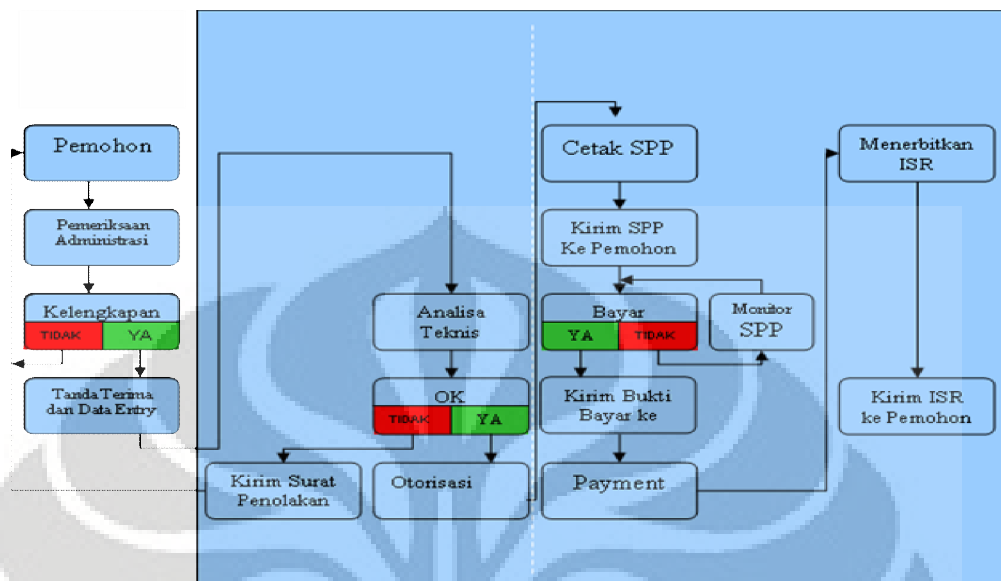 Pemohon
Pemeriksaan
Administrasi
Kelengkapan
TIDAK YA
Tanda Terima
dan Data Entry
Kirim Surat
Penolakan
Analisa
Teknis
OK
TIDAK YA
Otorisasi
Cetak SPP
Kirim SPP
Ke Pemohon
Bayar
YA TIDAK
Monitor
SPP
Kirim Bukti
Bayar ke
Payment
Menerbitkan
ISR
Kirim ISR
ke Pemohon